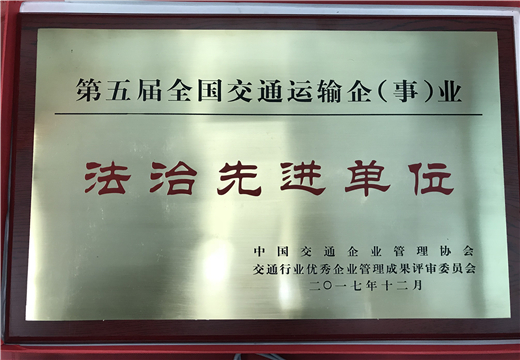 第五届全国交通运输企(事)业
法治先进单位
中国交通企业管理协会
交通行业优秀企业管理成果评审委员会
二〇一七年十二月